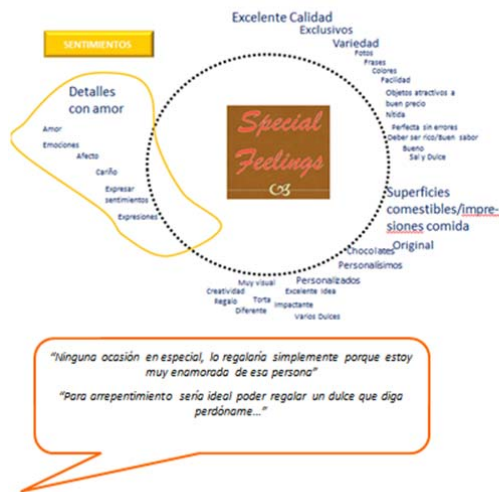 Excelente Calidad
Exclusivos
SENTIMIENTOS
Variedad
Fotos
Frases
Colores
Facilidad
Objetos atractivos a
buen precio
Nítida
Perfecta sin errores
Deber ser rico/Buen sabor
Bueno
Sal y Dulce
Detalles
con amor
Amor
Emociones
Afecto
Cariño
Expresar
sentimientos
Expresiones
Special
Feelings
Superficies
comestibles/impre-
siones comida
Original
Chocolates
Personalísimos
Personalizados
Muy visual
Creatividad
Excelente Idea
Regalo
Torta
Impactante
Diferente
Varios Dulces
“Ninguna ocasión en especial, lo regalaría simplemente porque estoy
muy enamorada de esa persona”
“Para arrepentimiento sería ideal poder regalar un dulce que diga
perdóname...”